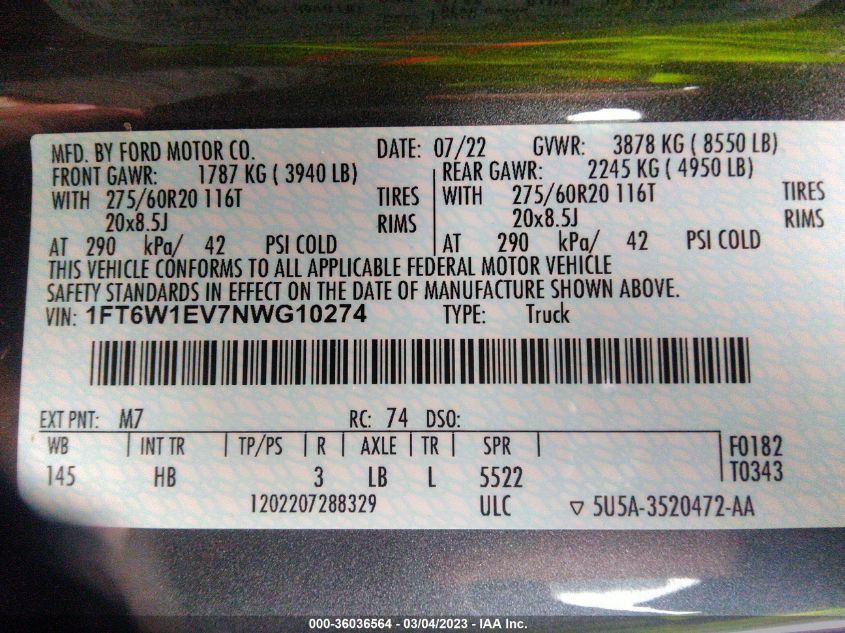 MFD. BY FORD MOTOR CO. DATE: 07/22 GVWR: 3878 KG ( 8550 LB)
FRONT GAWR: 1787 KG ( 3940 LB) REAR GAWR: 2245 KG ( 4950 LB)
WITH 275/60R20 116T TIRES WITH 275/60R20 116T TIRES
20x8.5J RIMS 20x8.5J RIMS
AT 290 kPa/ 42 PSI COLD AT 290 kPa/ 42 PSI COLD
THIS VEHICLE CONFORMS TO ALL APPLICABLE FEDERAL MOTOR VEHICLE
SAFETY STANDARDS IN EFFECT ON THE DATE OF MANUFACTURE SHOWN ABOVE.
VIN: 1FT6W1EV7NWG10274 TYPE: Truck
EXT PNT: M7 RC: 74 DSO:
WB INT TR TP/PS R AXLE TR SPR F0182
145 HB 3 LB L 5522 T0343
1202207288329 ULC ▽ 5U5A-3520472-AA
000-36036564 — 03/04/2023 — IAA Inc.